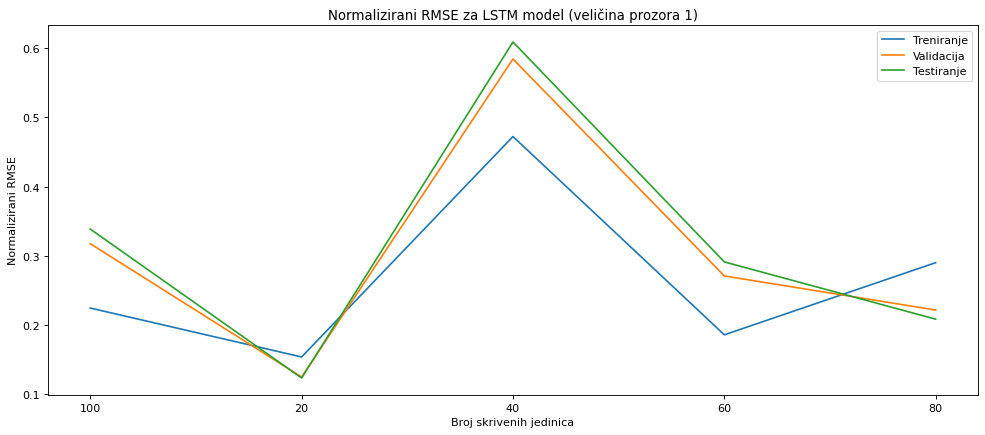 Normalizirani RMSE za LSTM model (veličina prozora 1)
Treniranje
Validacija
Testiranje
Normalizirani RMSE
0.6
0.5
0.4
0.3
0.2
0.1
100 20 40 60 80
Broj skrivenih jedinica